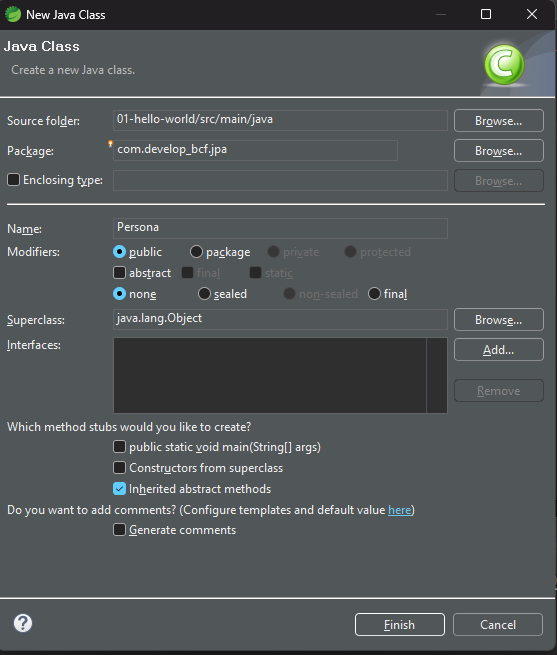 New Java Class
Java Class
Create a new Java class.
Source folder: 01-hello-world/src/main/java Browse...
Package: com.develop_bcf.jpa Browse...
Enclosing type: Browse...
Name: Persona
Modifiers: public package private protected
abstract final static
none sealed non-sealed final
Superclass: java.lang.Object Browse...
Interfaces: Add...
Remove
Which method stubs would you like to create?
public static void main(String[] args)
Constructors from superclass
Inherited abstract methods
Do you want to add comments? (Configure templates and default value here)
Generate comments
? Finish Cancel